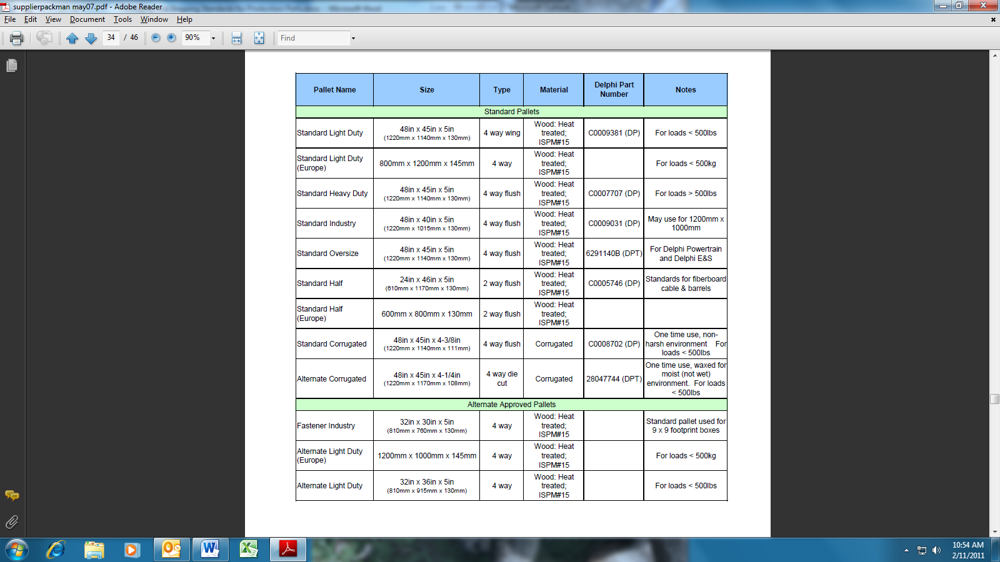 supplierpackman may07.pdf - Adobe Reader
File Edit View Document Tools Window Help
34 / 46 90% Find
Pallet Name Size Type Material Delphi Part Number Notes
Standard Pallets
Standard Light Duty 48in x 45in x 5in (1220mm x 1140mm x 130mm) 4 way wing Wood: Heat treated; ISPM#15 C0009381 (DP) For loads < 500lbs
Standard Light Duty (Europe) 800mm x 1200mm x 145mm 4 way Wood: Heat treated; ISPM#15 For loads < 500kg
Standard Heavy Duty 48in x 45in x 5in (1220mm x 1140mm x 130mm) 4 way flush Wood: Heat treated; ISPM#15 C0007707 (DP) For loads > 500lbs
Standard Industry 48in x 40in x 5in (1220mm x 1015mm x 130mm) 4 way flush Wood: Heat treated; ISPM#15 C0009031 (DP) May use for 1200mm x 1000mm
Standard Oversize 48in x 45in x 5in (1220mm x 1140mm x 130mm) 4 way flush Wood: Heat treated; ISPM#15 6291140B (DPT) For Delphi Powertrain and Delphi E&S
Standard Half 24in x 46in x 5in (610mm x 1170mm x 130mm) 2 way flush Wood: Heat treated; ISPM#15 C0005746 (DP) Standards for fiberboard cable & barrels
Standard Half (Europe) 600mm x 800mm x 130mm 2 way flush Wood: Heat treated; ISPM#15
Standard Corrugated 48in x 45in x 4-3/8in (1220mm x 1140mm x 111mm) 4 way flush Corrugated C0008702 (DP) One time use, non-harsh environment For loads < 500lbs
Alternate Corrugated 48in x 45in x 4-1/4in (1220mm x 1170mm x 108mm) 4 way die cut Corrugated 28047744 (DPT) One time use, waxed for moist (not wet) environment. For loads < 500lbs
Alternate Approved Pallets
Fastener Industry 32in x 30in x 5in (810mm x 760mm x 130mm) 4 way Wood: Heat treated; ISPM#15 Standard pallet used for 9 x 9 footprint boxes
Alternate Light Duty (Europe) 1200mm x 1000mm x 145mm 4 way Wood: Heat treated; ISPM#15 For loads < 500kg
Alternate Light Duty 32in x 36in x 5in (810mm x 915mm x 130mm) 4 way Wood: Heat treated; ISPM#15 For loads < 500lbs
10:54 AM
2/11/2011